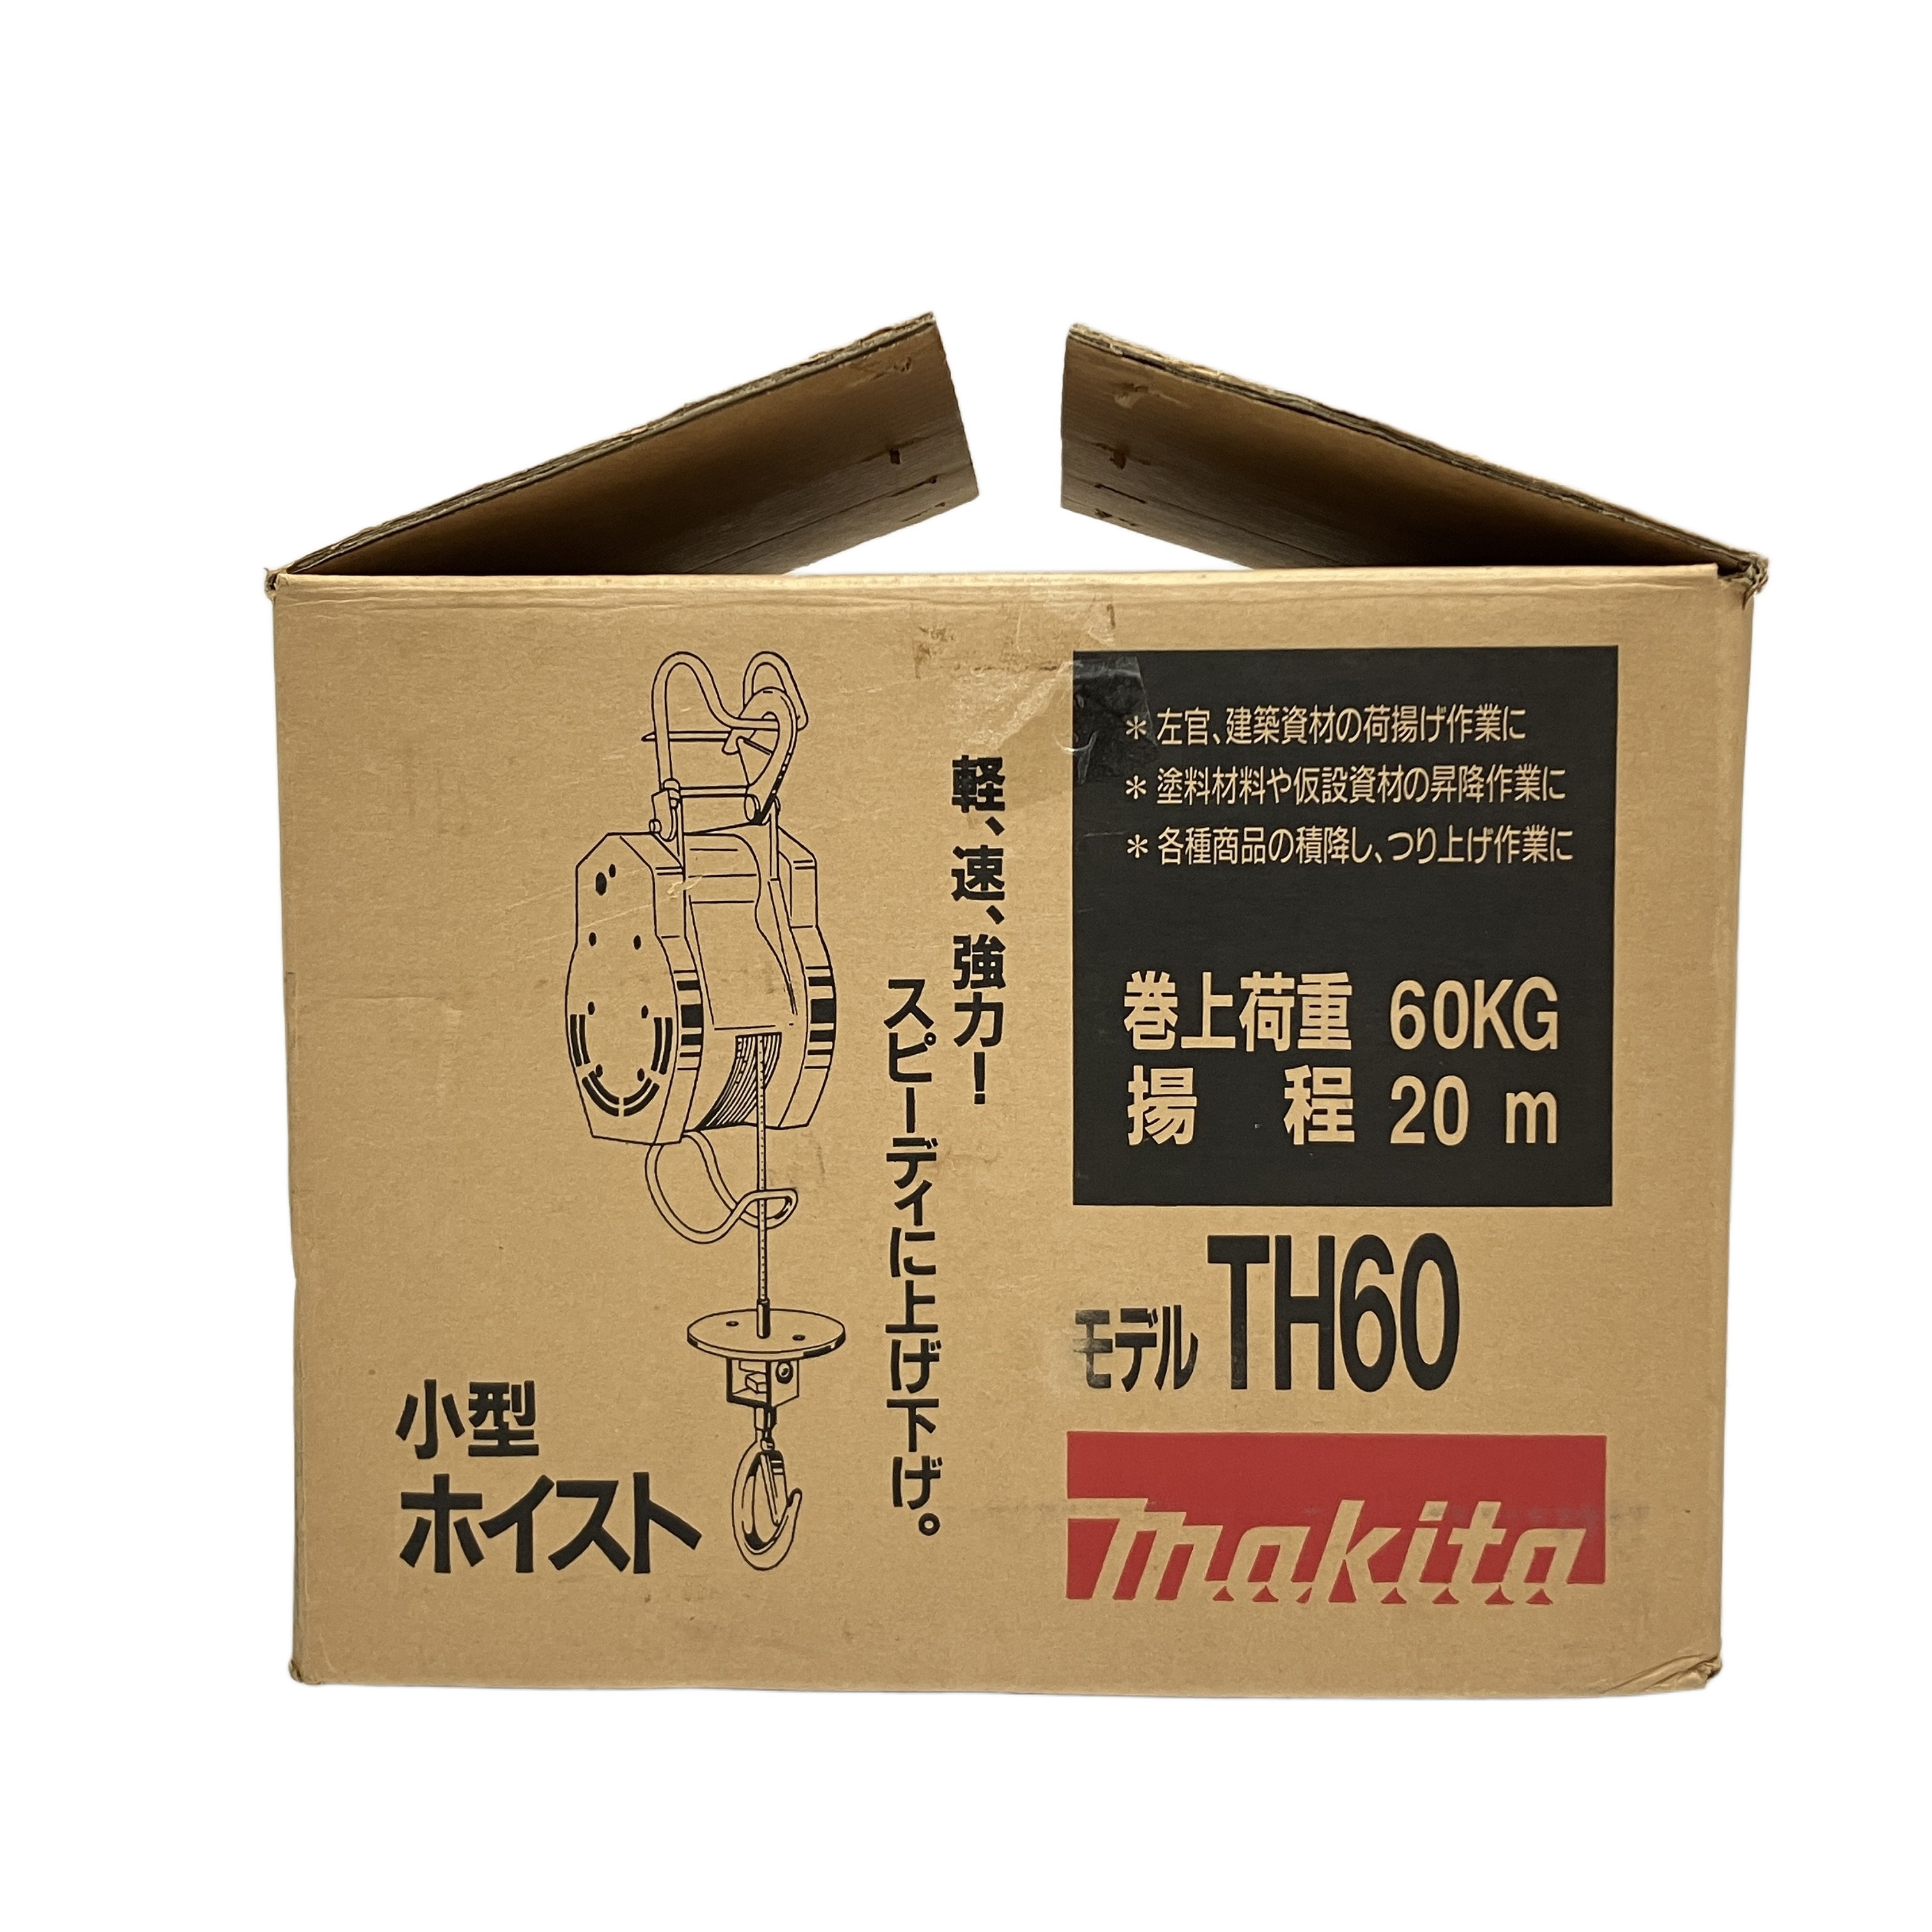 軽、速、強力!
スピーディに上げ下げ。
小型
ホイスト
＊左官、建築資材の荷揚げ作業に
＊塗料材料や仮設資材の昇降作業に
＊各種商品の積降し、つり上げ作業に
巻上荷重 60KG
揚 程 20 m
モデル TH60
makita